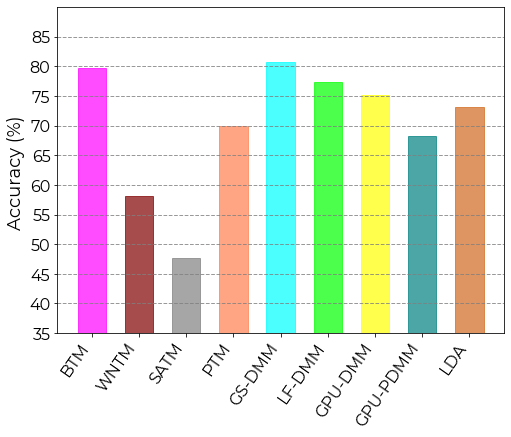 Accuracy (%)
85
80
75
70
65
60
55
50
45
40
35
BTM
WNTM
SATM
PTM
GS-DMM
LF-DMM
GPU-DMM
GPU-PDMM
LDA